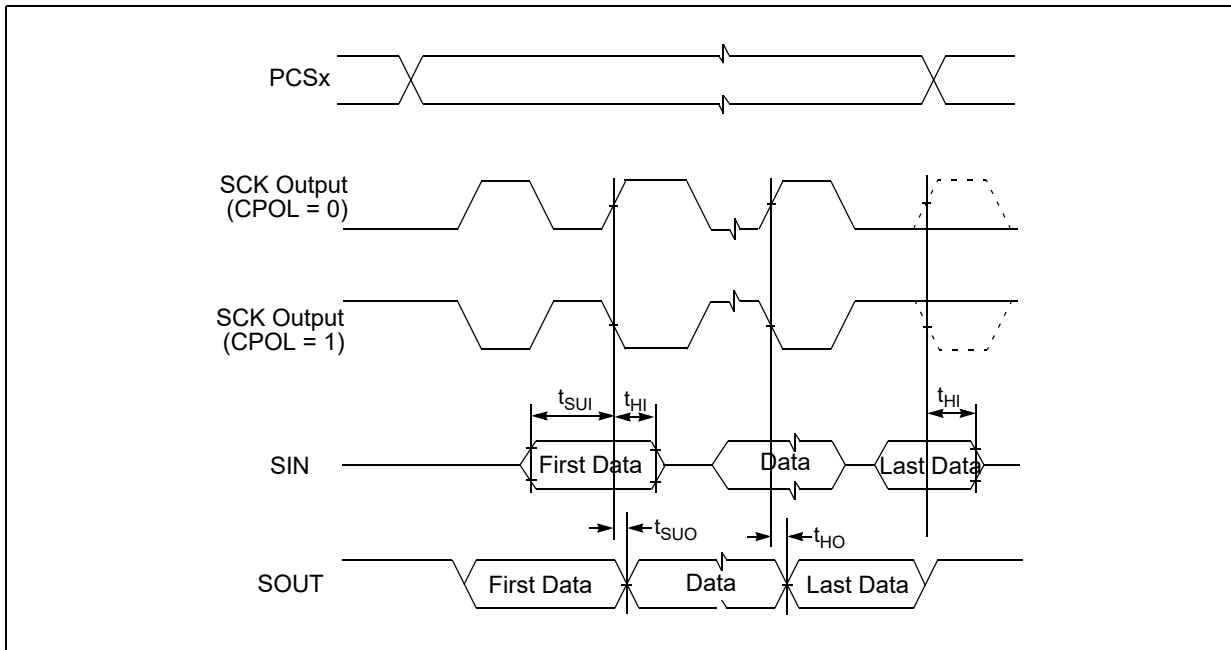 PCSx
SCK Output
(CPOL = 0)
SCK Output
(CPOL = 1)
tSUI
tHI
tHI
SIN
First Data
Data
Last Data
tSUO
tHO
SOUT
First Data
Data
Last Data